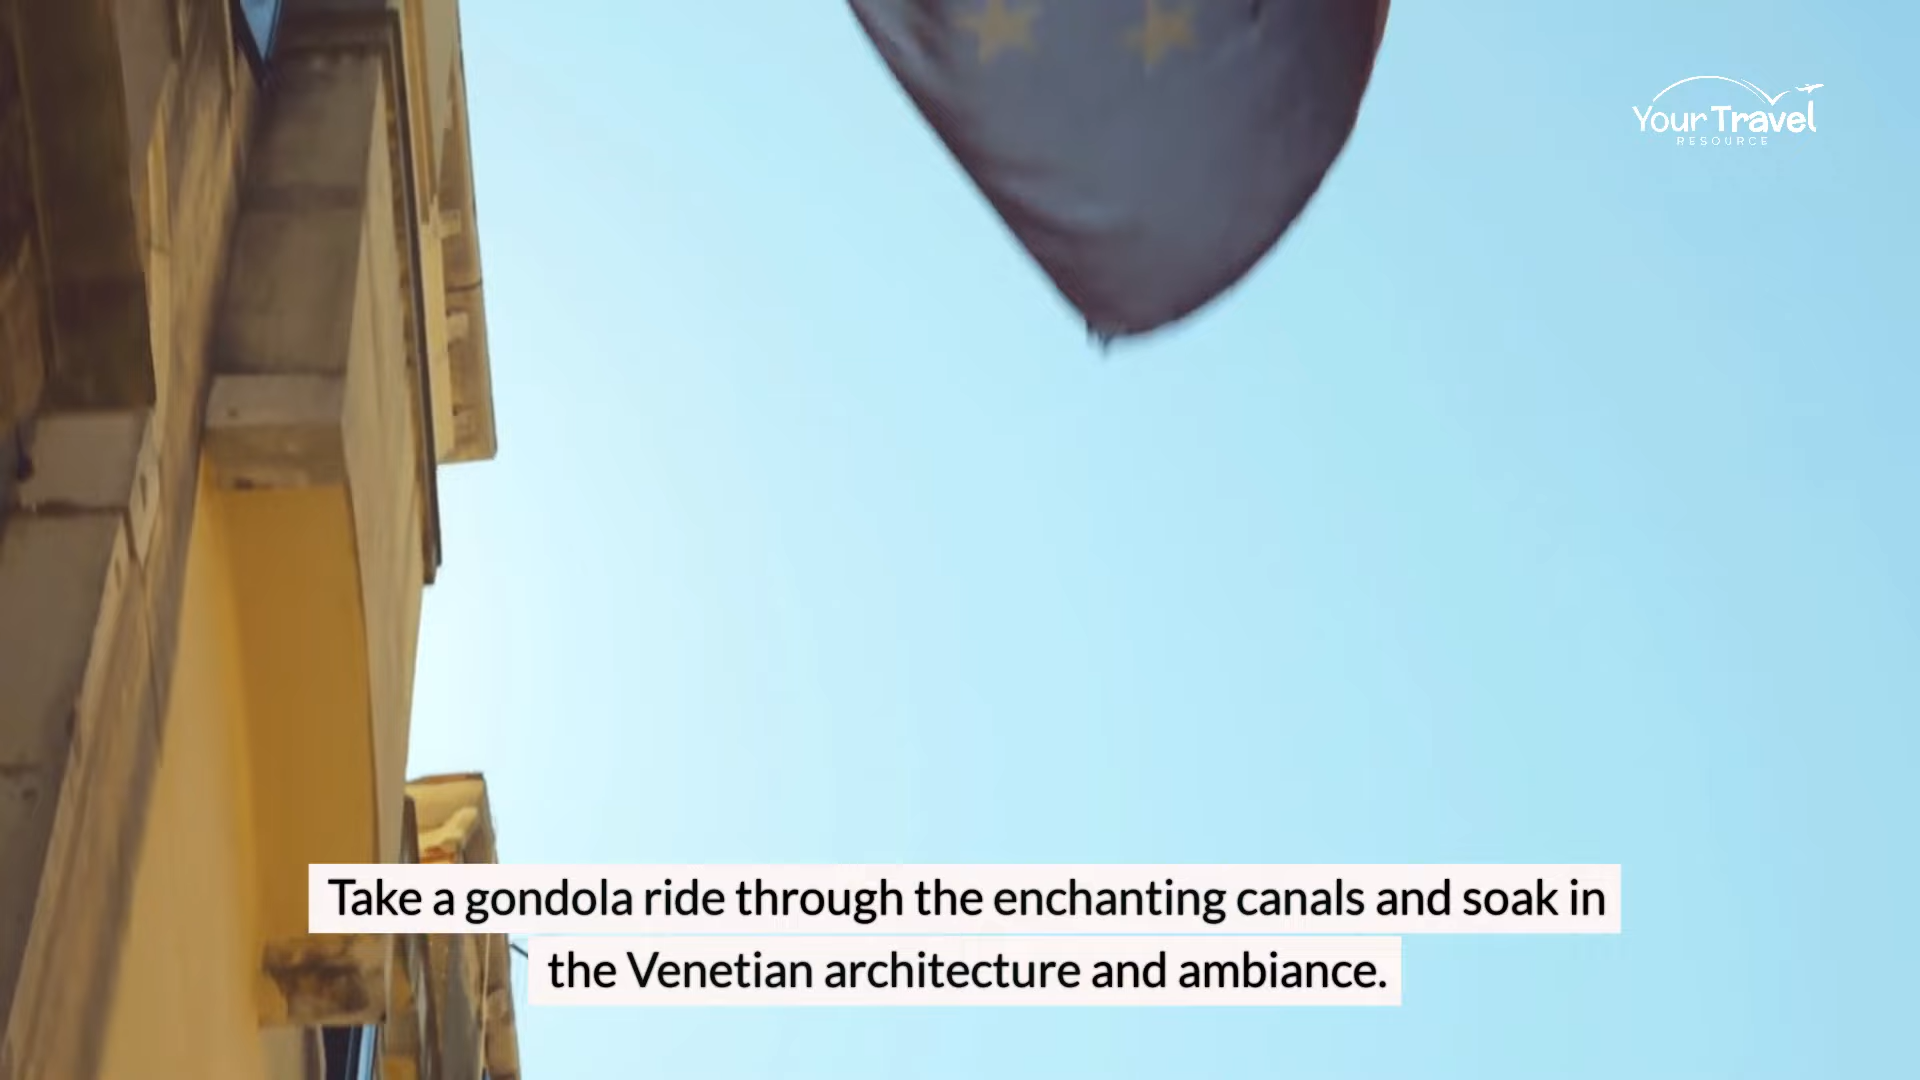 Your Travel
RESOURCE
Take a gondola ride through the enchanting canals and soak in
the Venetian architecture and ambiance.